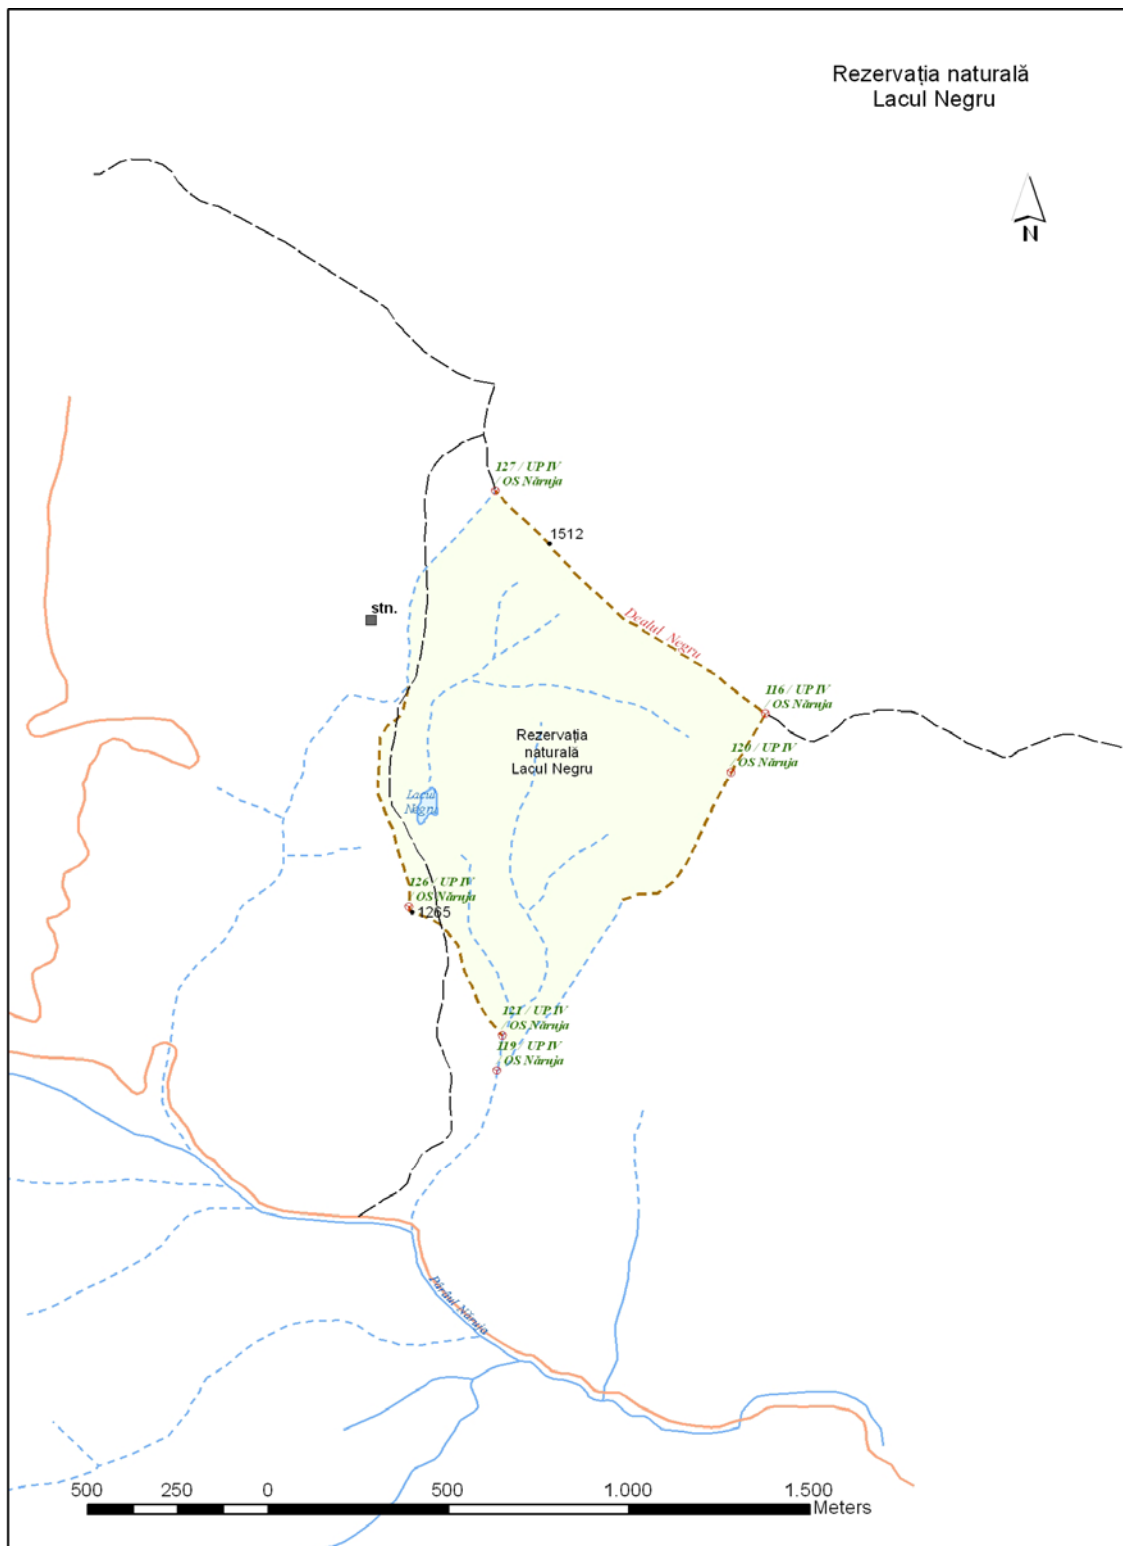 Rezervația naturală
Lacul Negru
N
127 / UP IV
/ OS Năruja
1512
stn.
Dealul Negru
116 / UP IV
OS Năruja
Rezervația
naturală
Lacul Negru
120 / UP IV
/ OS Năruja
Lacul
Negru
126 / UP IV
/ OS Năruja
1265
121 / UP IV
/ OS Năruja
119 / UP IV
OS Năruja
Pârâul Năruja
500 250 0 500 1.000 1.500
Meters